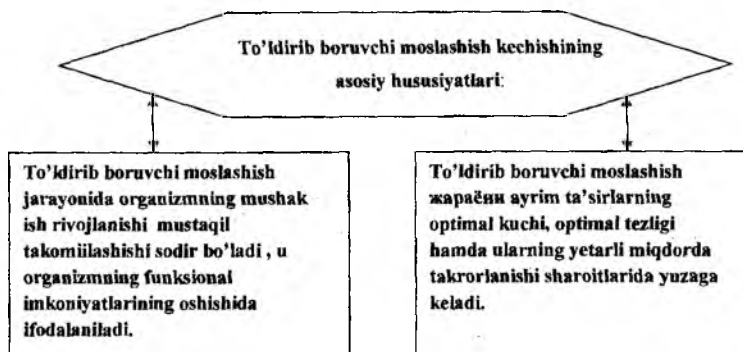 To'ldirib boruvchi moslashish kechishining
asosiy hususiyatlari:
To'ldirib boruvchi moslashish
jarayonida organizmning mushak
ish rivojlanishi mustaqil
takomiilashishi sodir bo'ladi , u
organizmning funksional
imkoniyatlarining oshishida
ifodalaniladi.
To'ldirib boruvchi moslashish
жараёни ayrim ta'sirlarning
optimal kuchi, optimal tezligi
hamda ularning yetarli miqdorda
takrorlanishi sharoitlarida yuzaga
keladi.